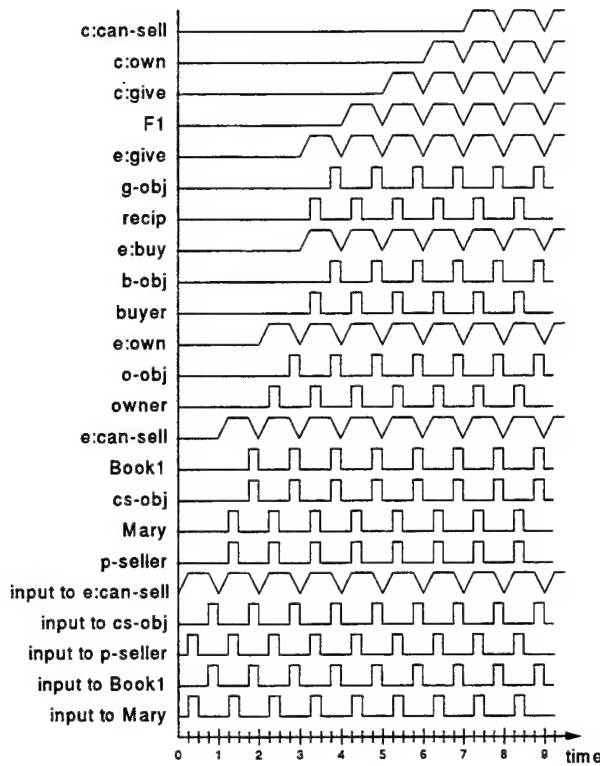 c:can-sell
c:own
c:give
F1
e:give
g-obj
recip
e:buy
b-obj
buyer
e:own
o-obj
owner
e:can-sell
Book1
cs-obj
Mary
p-seller
input to e:can-sell
input to cs-obj
input to p-seller
input to Book1
input to Mary
0 1 2 3 4 5 6 7 8 9 time